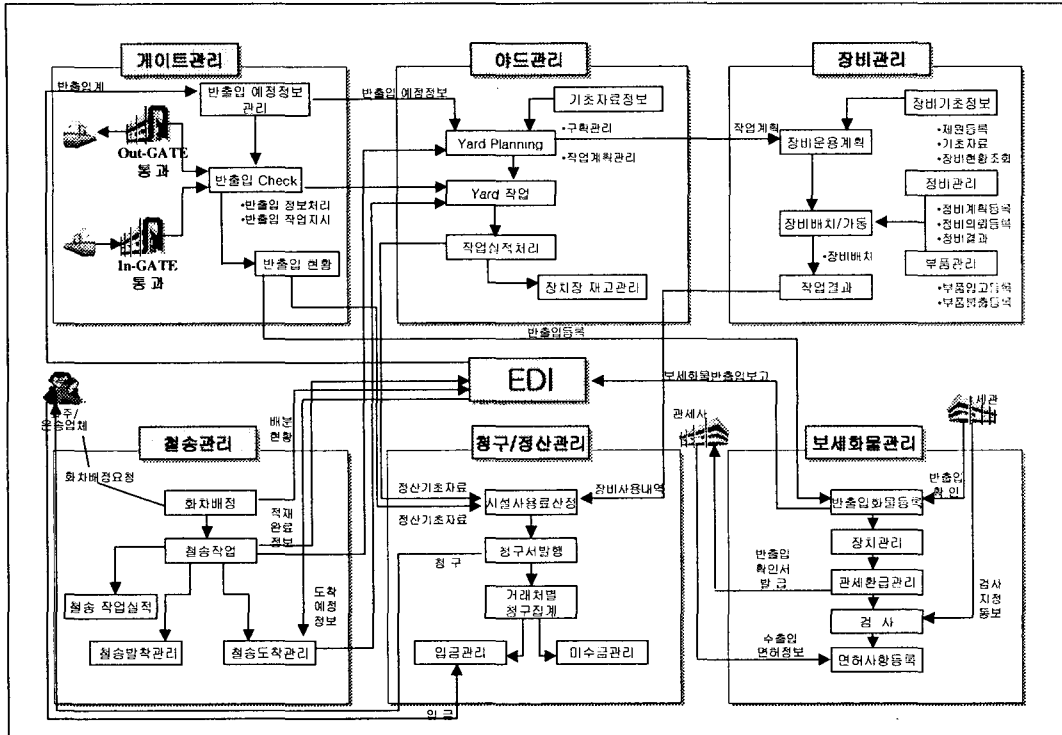 게이트관리
반출입계
반출입 예정정보
관리
Out-GATE
통 과
반출입 Check
•반출입 정보처리
•반출입 작업지시
In-GATE
통 과
반출입 현황
야드관리
반출입 예정정보
기초자료정보
•구획관리
Yard Planning
•작업계획관리
Yard 작업
작업실적처리
장치장 재고관리
장비관리
작업계획
장비기초정보
장비운용계획
•제원등록
•기초자료
•장비현황조회
정비관리
장비배치/가동
•정비계획등록
•정비의뢰등록
•정비결과
•장비배치
부품관리
작업결과
•부품입고등록
•부품불출등록
반출입등록
EDI
보세화물반출입보고
운송업체
배분
현황
관세사
철송관리
화차배정요청
화차배정
적재
완료
정보
철송작업
철송 작업실적
도착
예정
정보
철송발착관리
철송도착관리
청구/정산관리
정산기초자료
시설사용료산정
장비사용내역
정산기초자료
청 구
청구서발행
거래처별
청구집계
입금관리
미수금관리
입 금
보세화물관리
반출입
확 인
반출입화물등록
장치관리
반출입
확인서
발 급
관세환급관리
검사
지정
통보
검 사
수출입
면허정보
면허사항등록